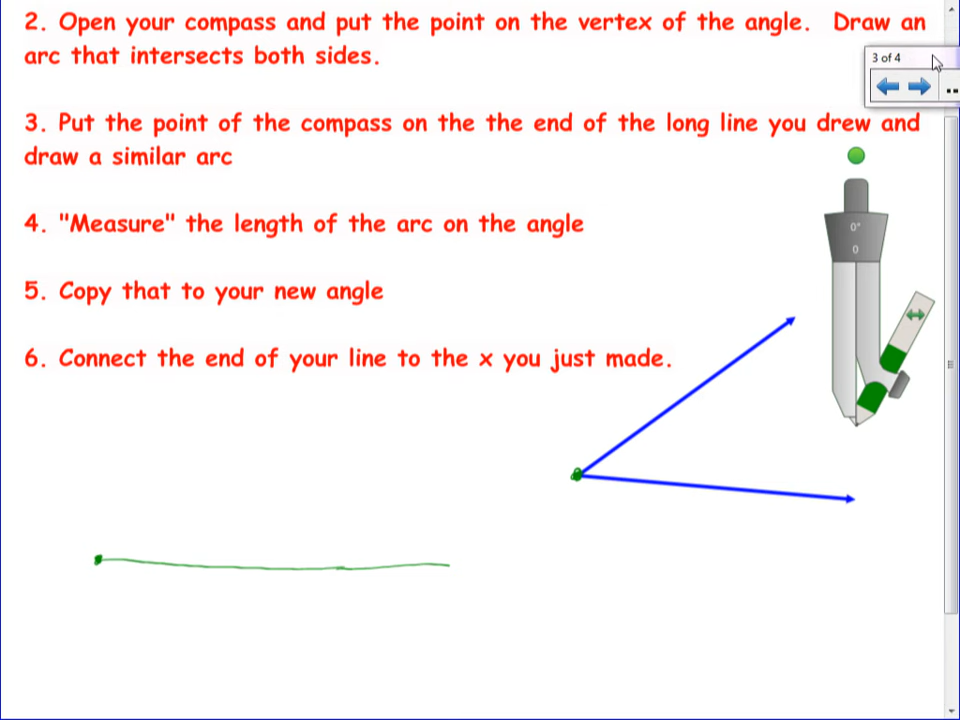 2. Open your compass and put the point on the vertex of the angle. Draw an
arc that intersects both sides.
3 of 4
3. Put the point of the compass on the the end of the long line you drew and
draw a similar arc
0°
0
4. "Measure" the length of the arc on the angle
5. Copy that to your new angle
6. Connect the end of your line to the x you just made.